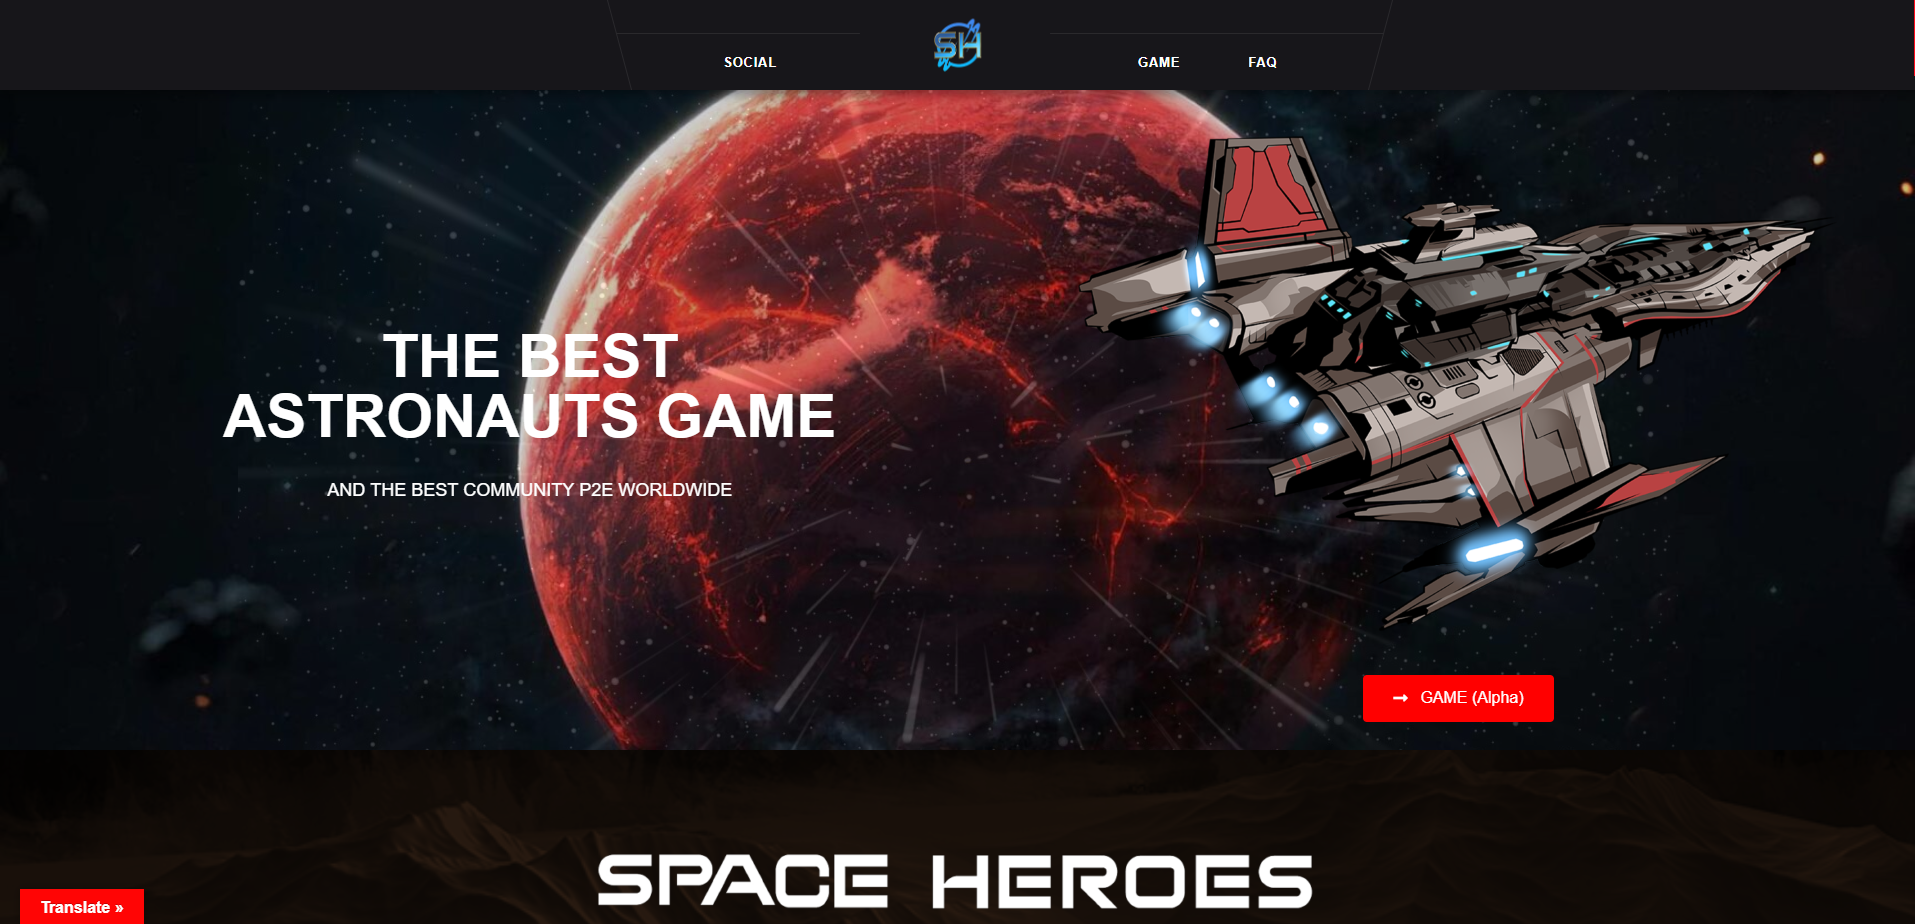 SOCIAL
SH
GAME
FAQ
THE BEST
ASTRONAUTS GAME
AND THE BEST COMMUNITY P2E WORLDWIDE
GAME (Alpha)
SPACE HEROES
Translate »